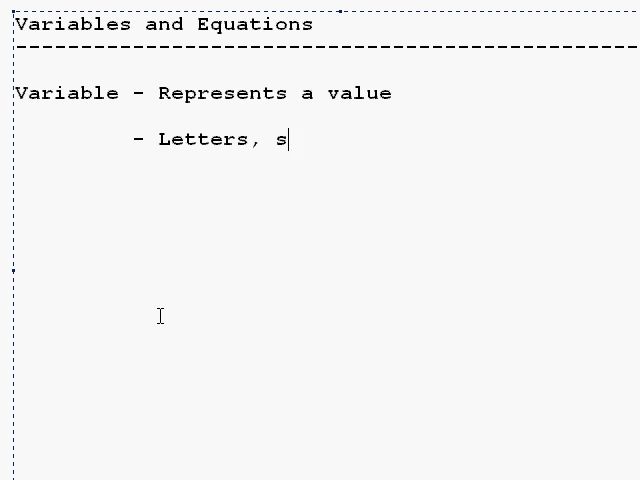 Variables and Equations
------------------------------------------------
Variable - Represents a value
- Letters, s